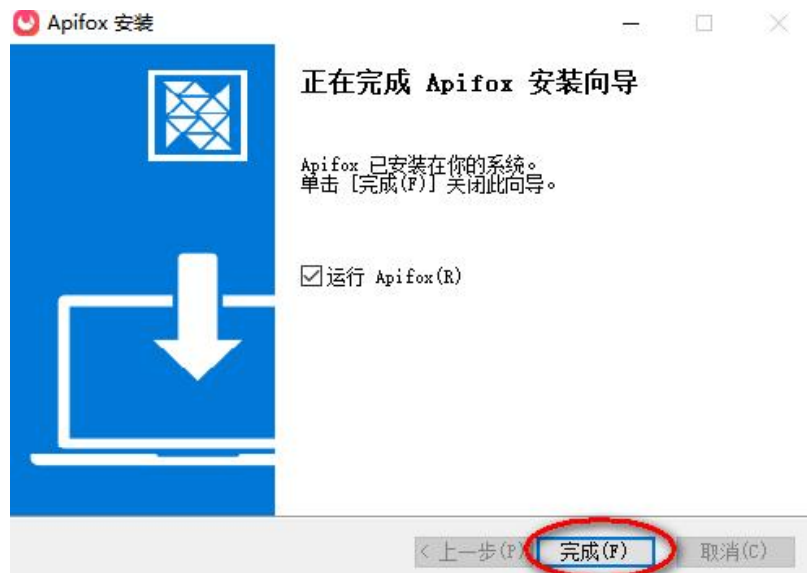 Apifox 安装
正在完成 Apifox 安装向导
Apifox 已安装在你的系统。
单击 [完成(F)] 关闭此向导。
运行 Apifox(R)
< 上一步(P) 完成(F) 取消(C)